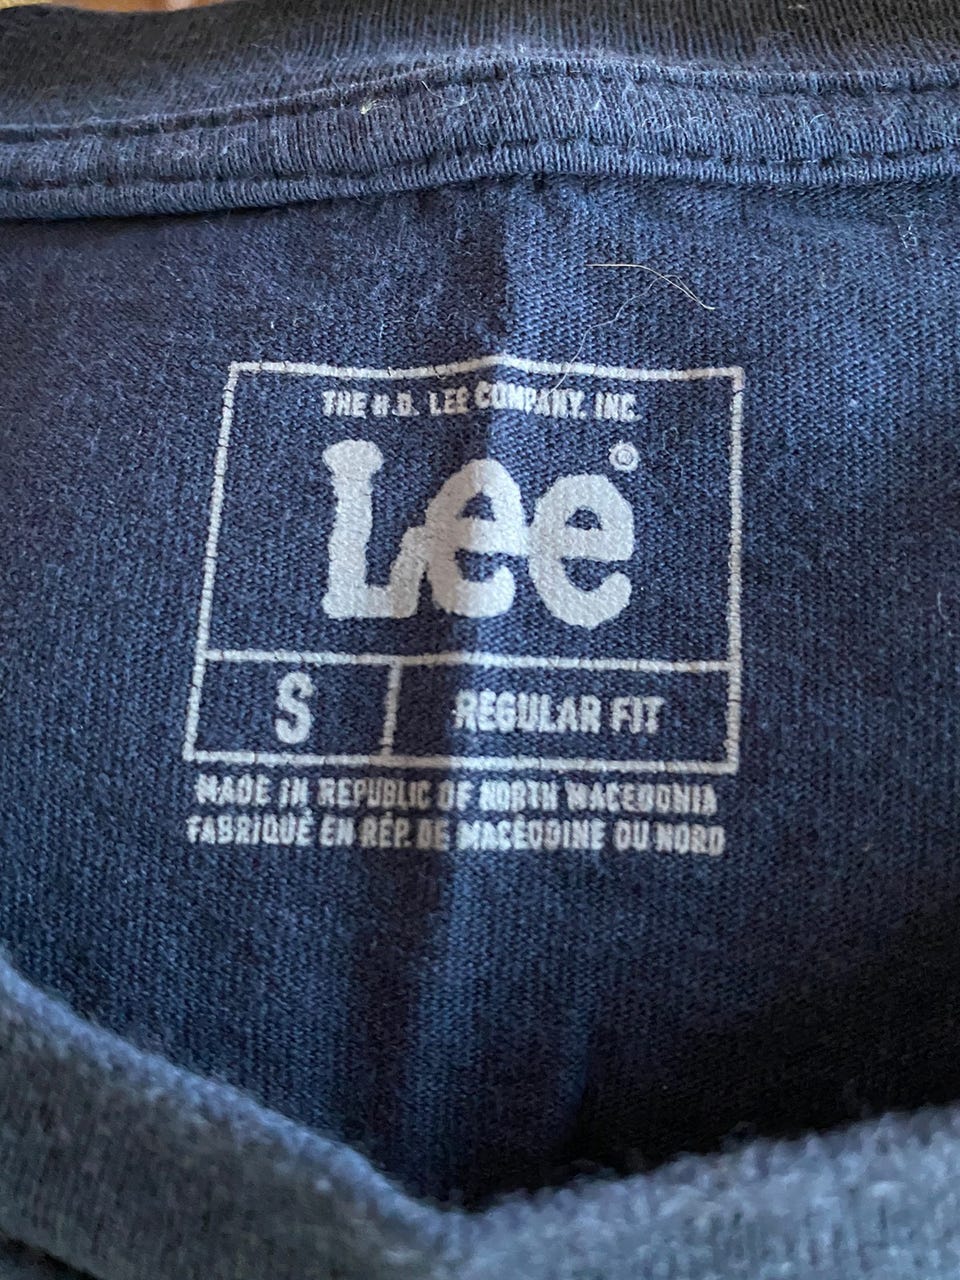 THE H.D. LEE COMPANY, INC.
Lee®
S REGULAR FIT
MADE IN REPUBLIC OF NORTH MACEDONIA
FABRIQUÉ EN RÉP. DE MACÉDOINE DU NORD